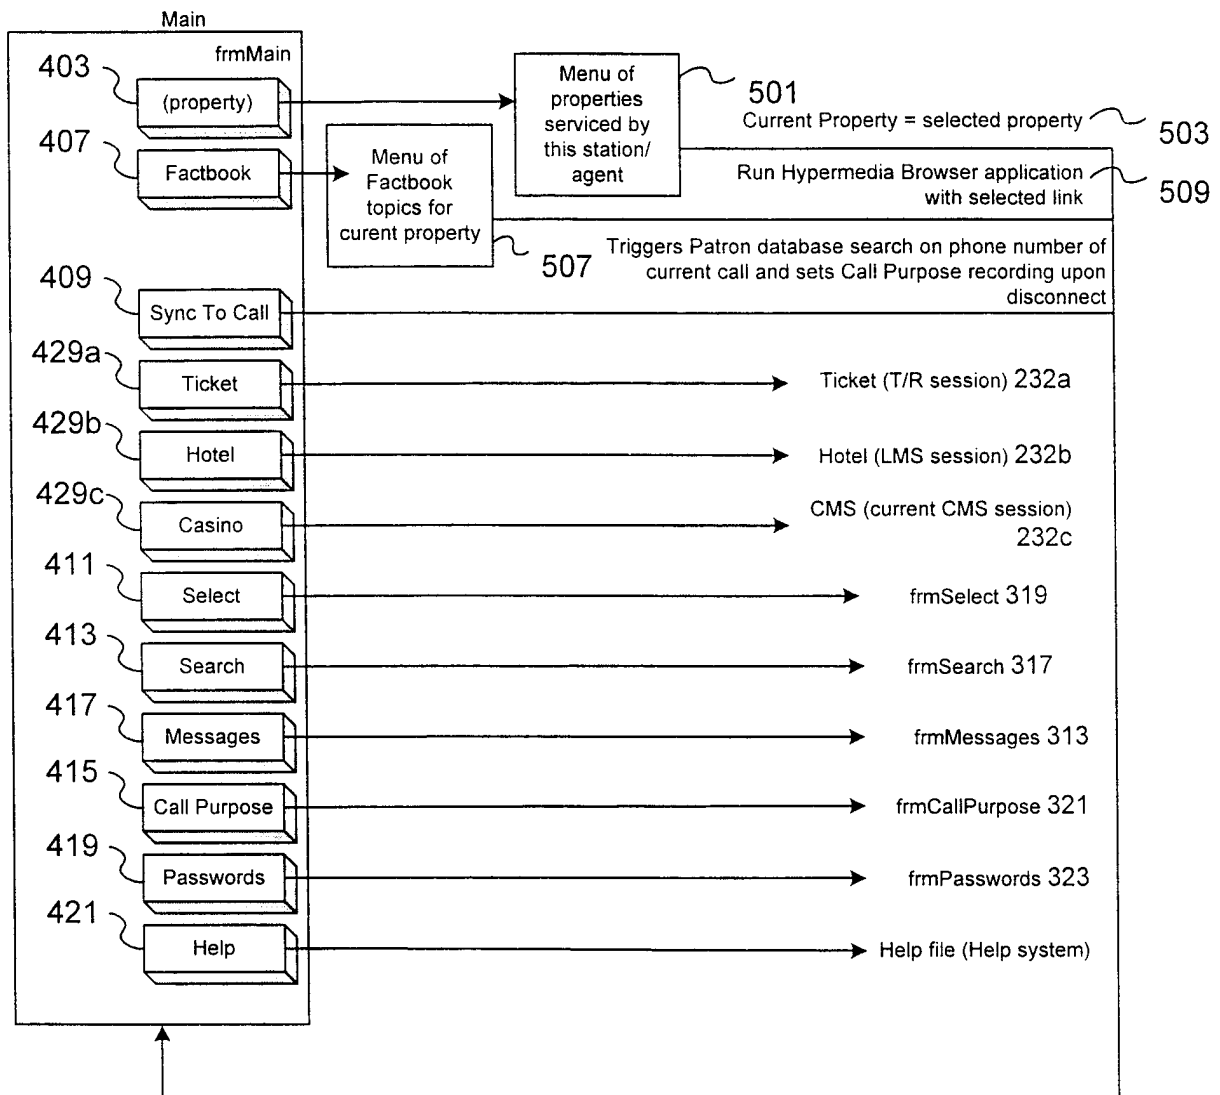 Main
frmMain
403
(property)
Menu of
properties
serviced by
this station/
agent
501
Current Property = selected property
503
407
Factbook
Menu of
Factbook
topics for
curent property
507
Run Hypermedia Browser application
with selected link
509
Triggers Patron database search on phone number of
current call and sets Call Purpose recording upon
disconnect
409
Sync To Call
429a
Ticket
Ticket (T/R session) 232a
429b
Hotel
Hotel (LMS session) 232b
429c
Casino
CMS (current CMS session)
232c
411
Select
frmSelect 319
413
Search
frmSearch 317
417
Messages
frmMessages 313
415
Call Purpose
frmCallPurpose 321
419
Passwords
frmPasswords 323
421
Help
Help file (Help system)